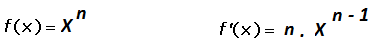 f(x) = X^n f'(x) = n . X^{n - 1}